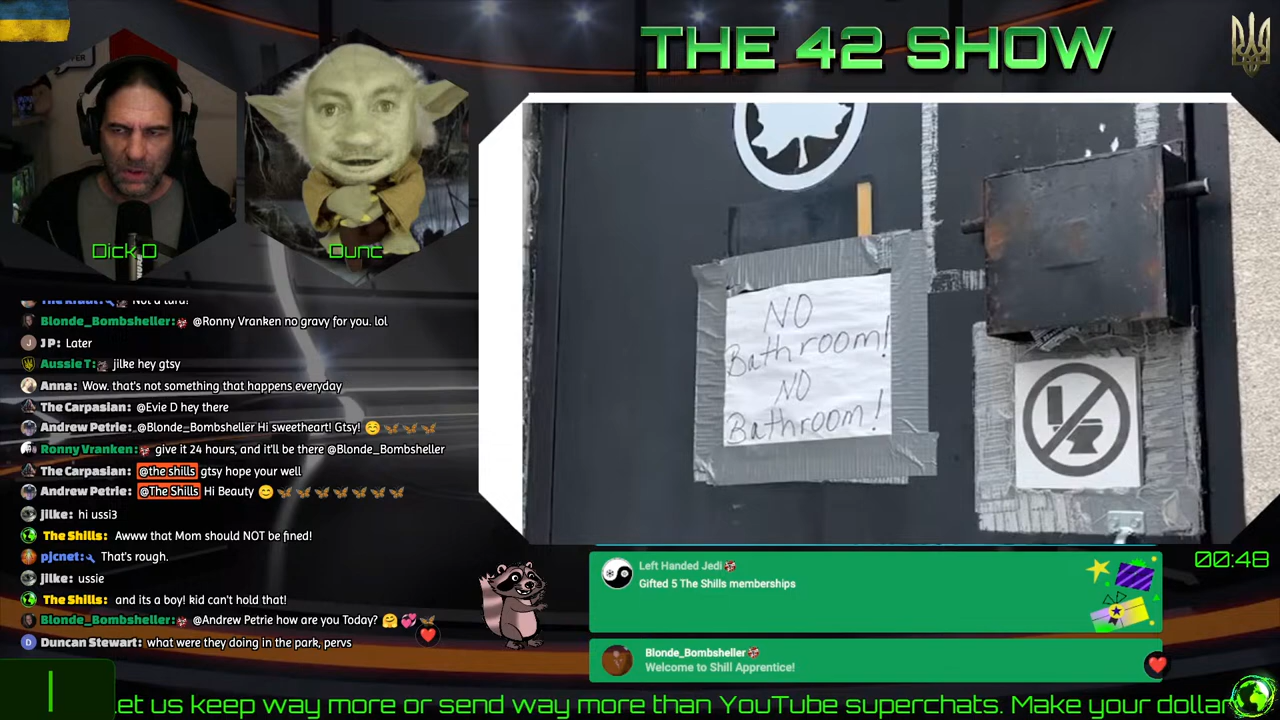 THE 42 SHOW
Dick D
Dunc
NO
Bathroom!
NO
Bathroom!
Not a turd!
Blonde_Bombsheller: @Ronny Vranken no gravy for you. lol
J P: Later
Aussie T: jilke hey gtsy
Anna: Wow. that's not something that happens everyday
The Carpasian: @Evie D hey there
Andrew Petrie: @Blonde_Bombsheller Hi sweetheart! Gtsy!
Ronny Vranken: give it 24 hours, and it'll be there @Blonde_Bombsheller
The Carpasian: @the shills gtsy hope your well
Andrew Petrie: @The Shills Hi Beauty
jilke: hi ussi3
The Shills: Awww that Mom should NOT be fined!
pjcnet: That's rough.
jilke: ussie
The Shills: and its a boy! kid can't hold that!
Blonde_Bombsheller: @Andrew Petrie how are you Today?
Duncan Stewart: what were they doing in the park, pervs
Left Handed Jedi
Gifted 5 The Shills memberships
00:48
Blonde_Bombsheller
Welcome to Shill Apprentice!
et us keep way more or send way more than YouTube superchats. Make your dollar